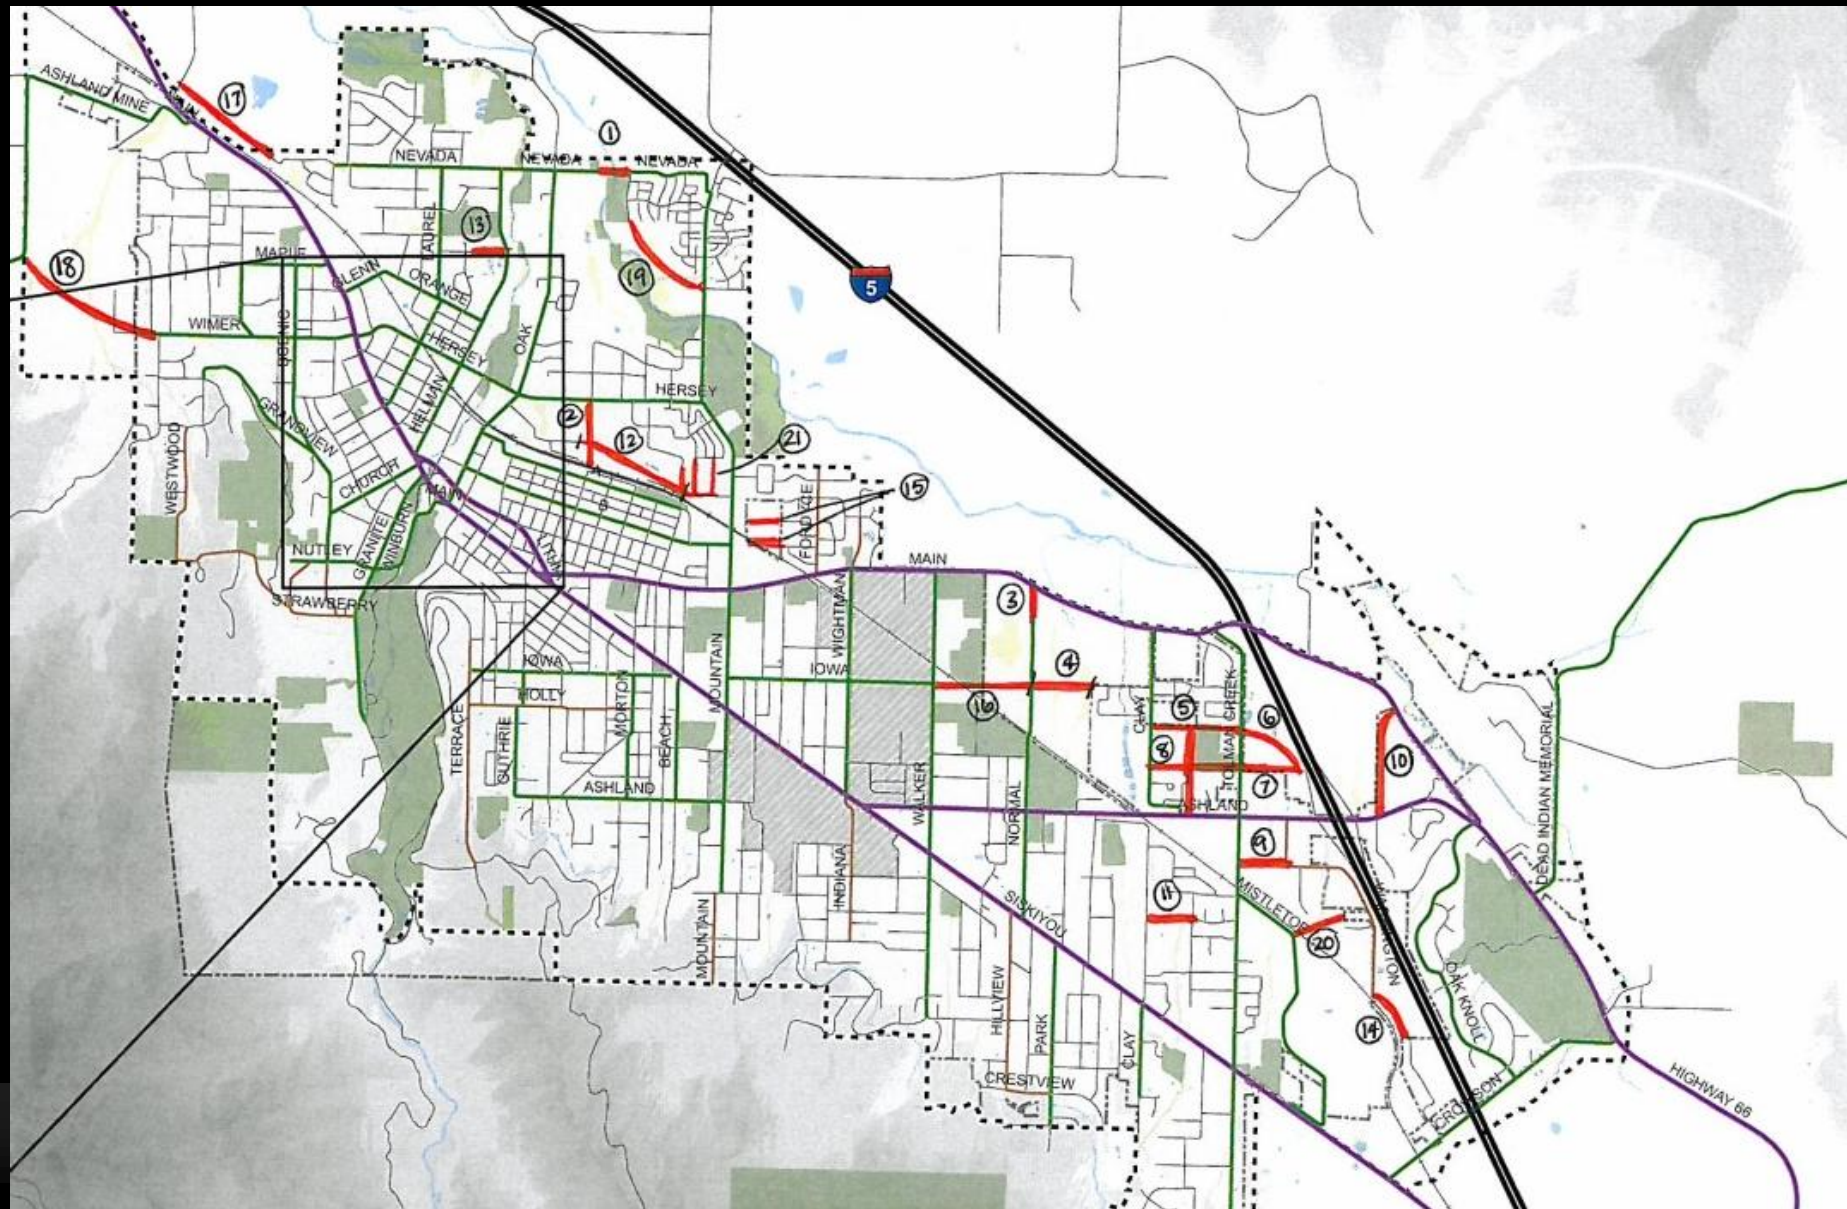 ASHLAND MINE
MAIN
17
1
NEVADA
NEVADA
NEVADA
LAUREL
13
18
MAPLE
GLENN
ORANGE
19
5
WIMER
SCENIC
HERSEY
OAK
HERSEY
HELMAN
GRANDVIEW
2
12
21
WESTWOOD
CHURCH
MAIN
A
B
15
FORDYCE
NUTLEY
GRANITE
WINBURN
LITHIA
MAIN
STRAWBERRY
WIGHTMAN
3
IOWA
IOWA
4
HOLLY
MORTON
MOUNTAIN
16
CLAY
5
TOLMAN CREEK
6
TERRACE
GUTHRIE
BEACH
8
7
10
DEAD INDIAN MEMORIAL
ASHLAND
WALKER
NORMAL
ASHLAND
9
INDIANA
11
MISTLETOE
SISKIYOU
20
WASHINGTON
MOUNTAIN
HILLVIEW
PARK
CLAY
14
OAK KNOLL
CRESTVIEW
CROWSON
HIGHWAY 66